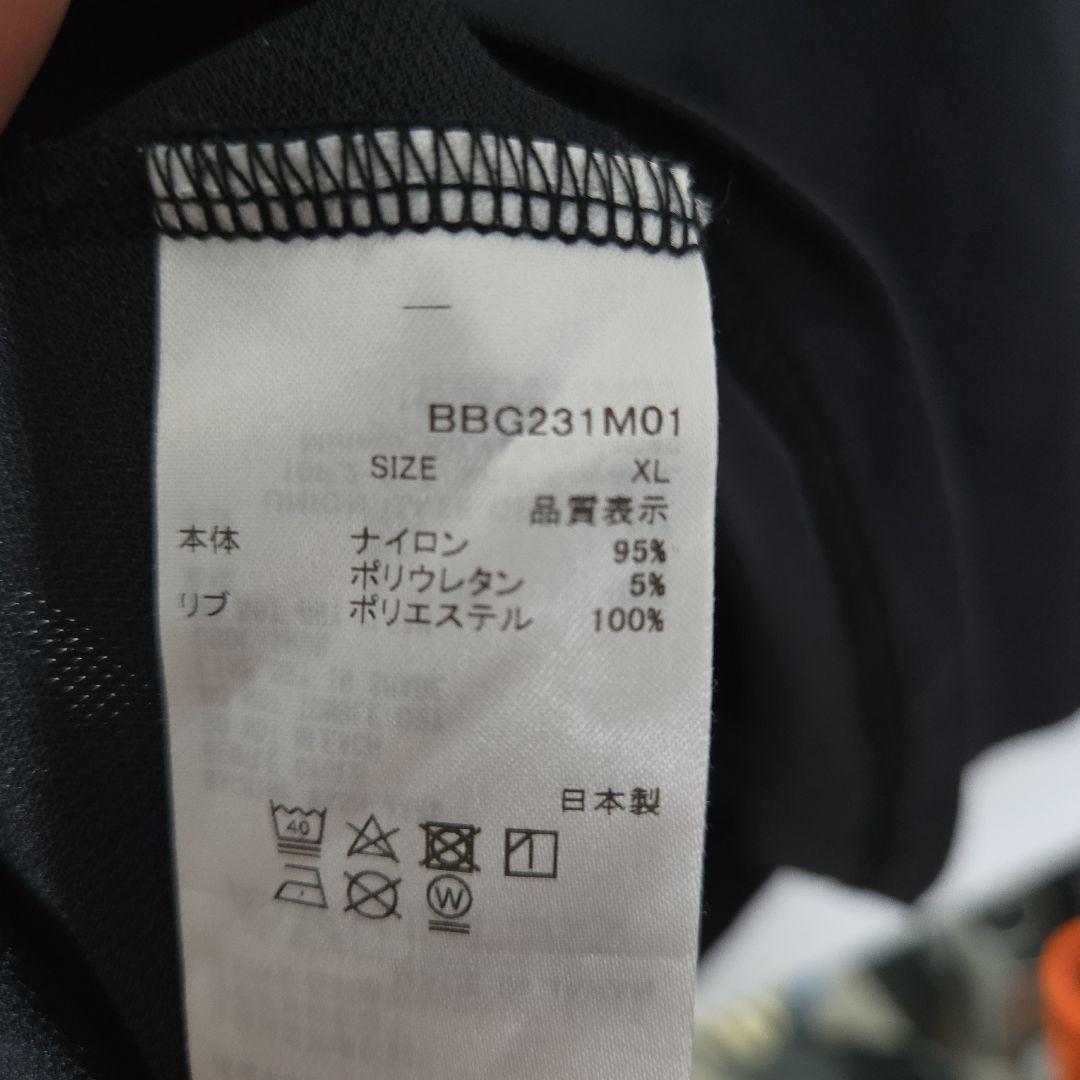 BBG231M01
SIZE XL
品質表示
本体 ナイロン 95%
ポリウレタン 5%
リブ ポリエステル 100%
日本製
40
W